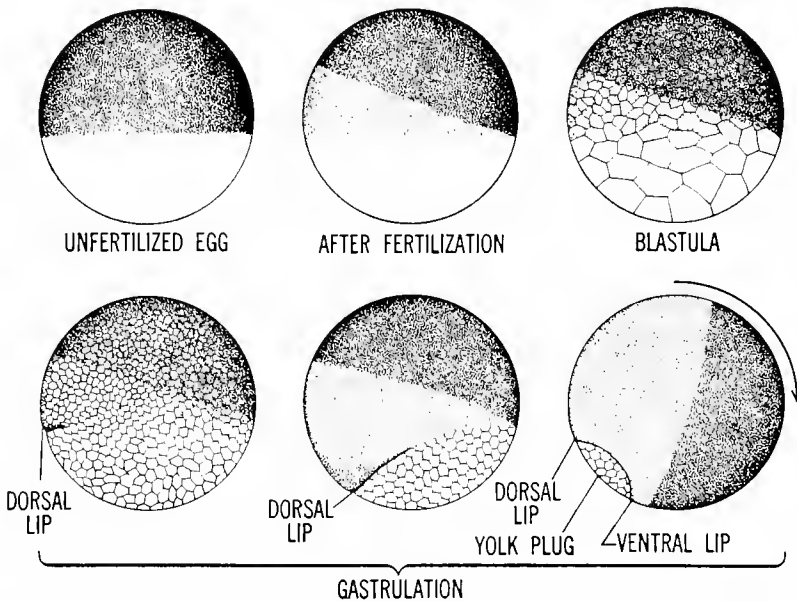 UNFERTILIZED EGG
AFTER FERTILIZATION
BLASTULA
DORSAL
LIP
DORSAL
LIP
DORSAL
LIP
YOLK PLUG
VENTRAL LIP
GASTRULATION